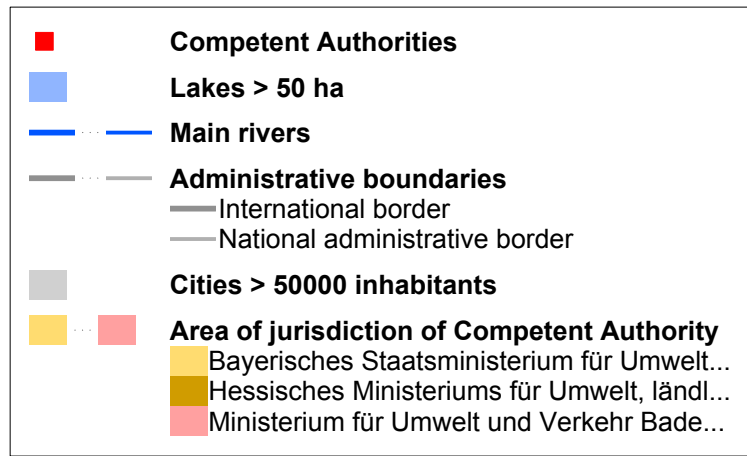 Competent Authorities
Lakes > 50 ha
Main rivers
Administrative boundaries
International border
National administrative border
Cities > 50000 inhabitants
Area of jurisdiction of Competent Authority
Bayerisches Staatsministerium für Umwelt...
Hessisches Ministeriums für Umwelt, ländl...
Ministerium für Umwelt und Verkehr Bade...